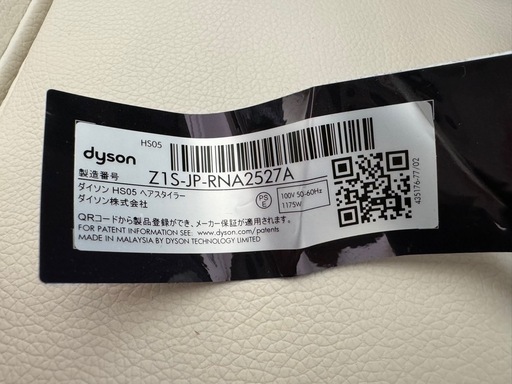 HS05
dyson
製造番号 Z1S-JP-RNA2527A
ダイソン HS05 ヘアスタイラー
ダイソン株式会社
PS E
100V 50-60Hz
1175W
QRコードから製品登録ができ、メーカー保証が適用されます。
FOR PATENT INFORMATION SEE: www.dyson.com/patents
MADE IN MALAYSIA BY DYSON TECHNOLOGY LIMITED
435176-77/02